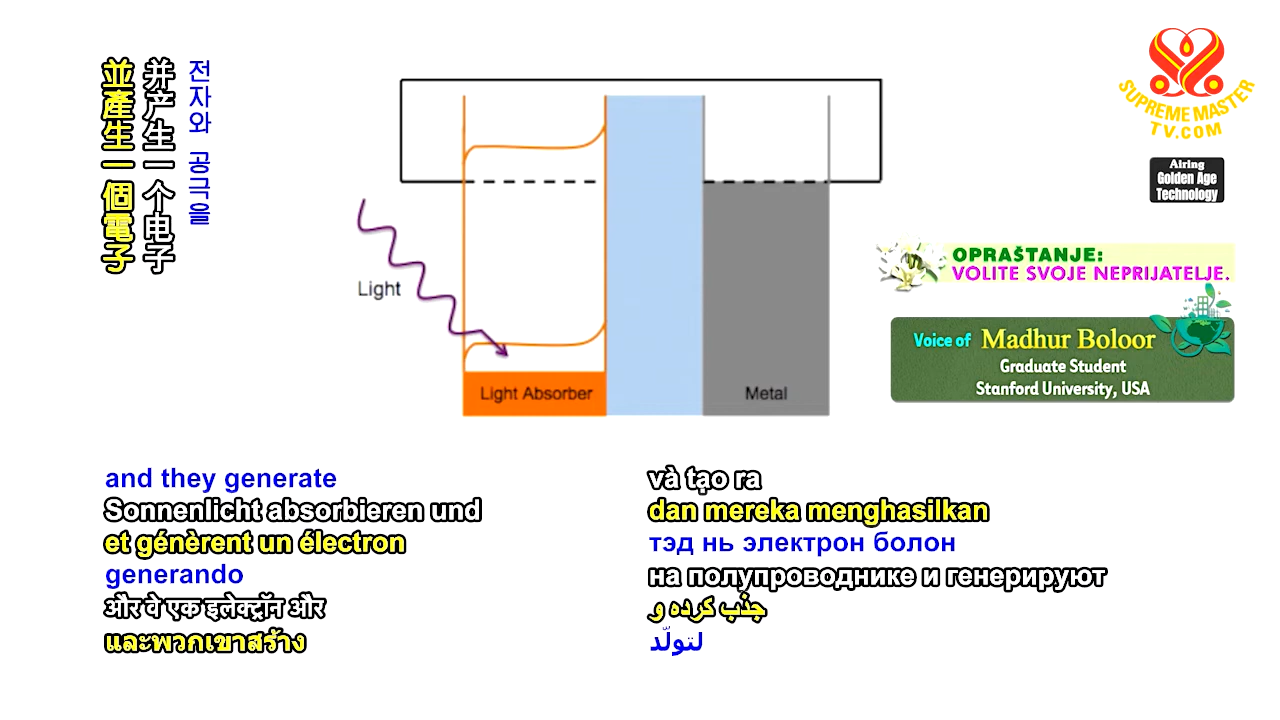 並產生一個電子
并产生一个电子
전자와 공극을
SUPREME MASTER
TV.COM
Airing
Golden Age
Technology
OPRAŠTANJE:
VOLITE SVOJE NEPRIJATELJE.
Voice of Madhur Boloor
Graduate Student
Stanford University, USA
Light
Light Absorber
Metal
and they generate
Sonnenlicht absorbieren und
et génèrent un électron
generando
और वे एक इलेक्ट्रॉन और
และพวกเขาสร้าง
và tạo ra
dan mereka menghasilkan
тэд нь электрон болон
на полупроводнике и генерируют
جذب کرده و
لتولّد